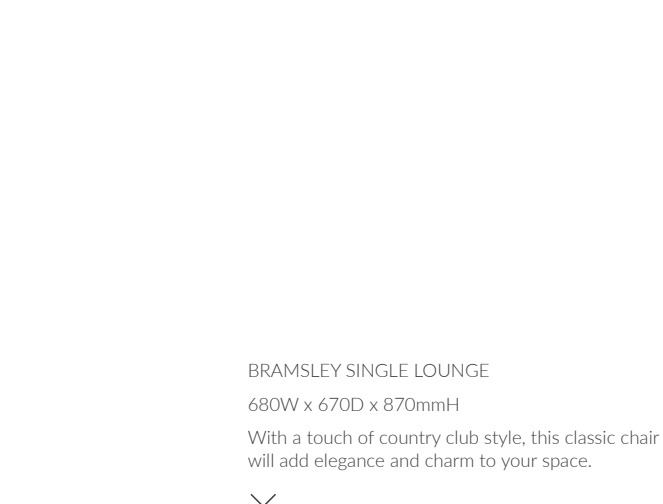 BRAMSLEY SINGLE LOUNGE
680W x 670D x 870mmH
With a touch of country club style, this classic chair
will add elegance and charm to your space.